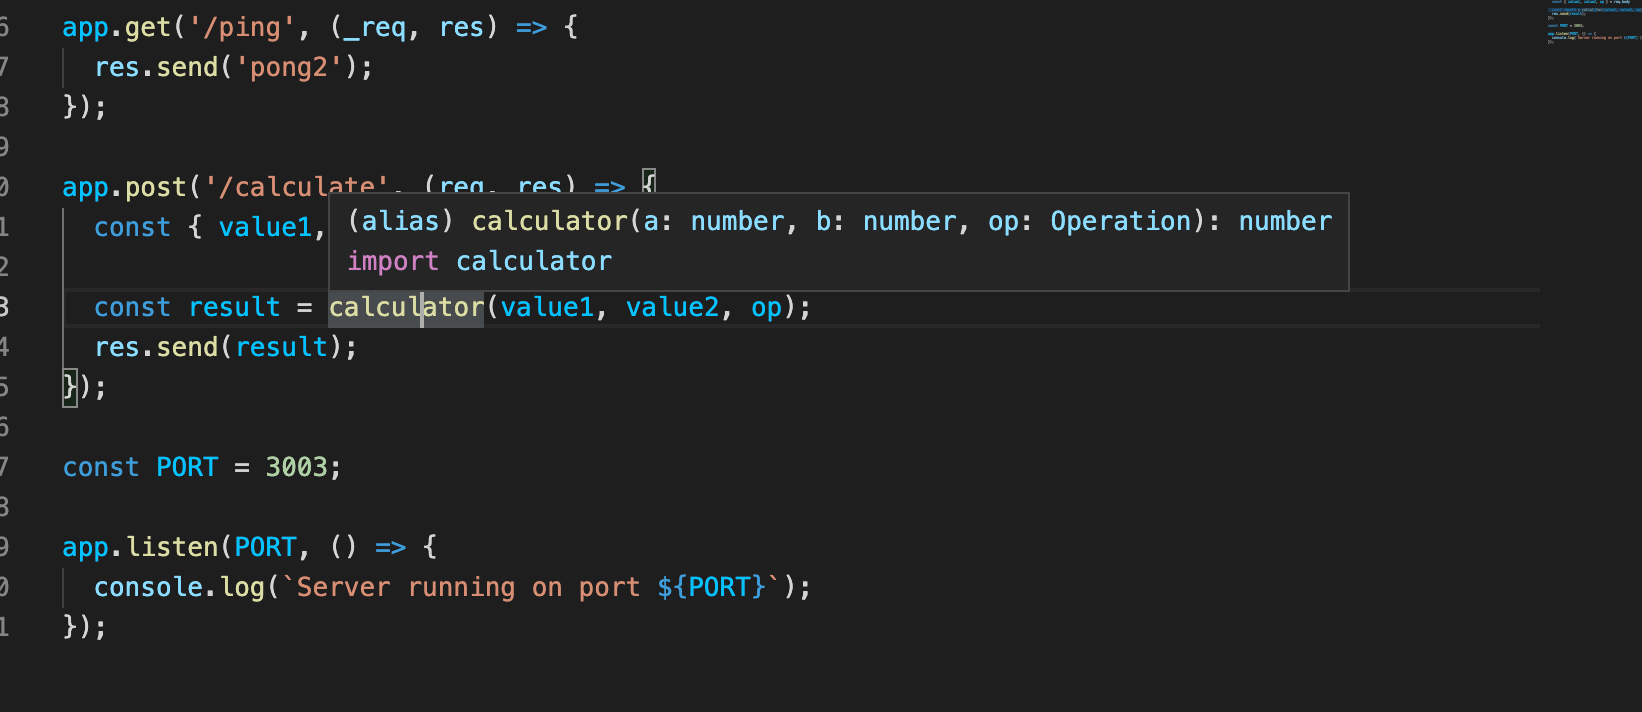 6 app.get('/ping', (_req, res) => {
7 res.send('pong2');
8 });
9
0 app.post('/calculate', (req, res) => {
1 const { value1,
(alias) calculator(a: number, b: number, op: Operation): number
import calculator
2
3 const result = calculator(value1, value2, op);
4 res.send(result);
5 });
6
7 const PORT = 3003;
8
9 app.listen(PORT, () => {
0 console.log(`Server running on port ${PORT}`);
1 });